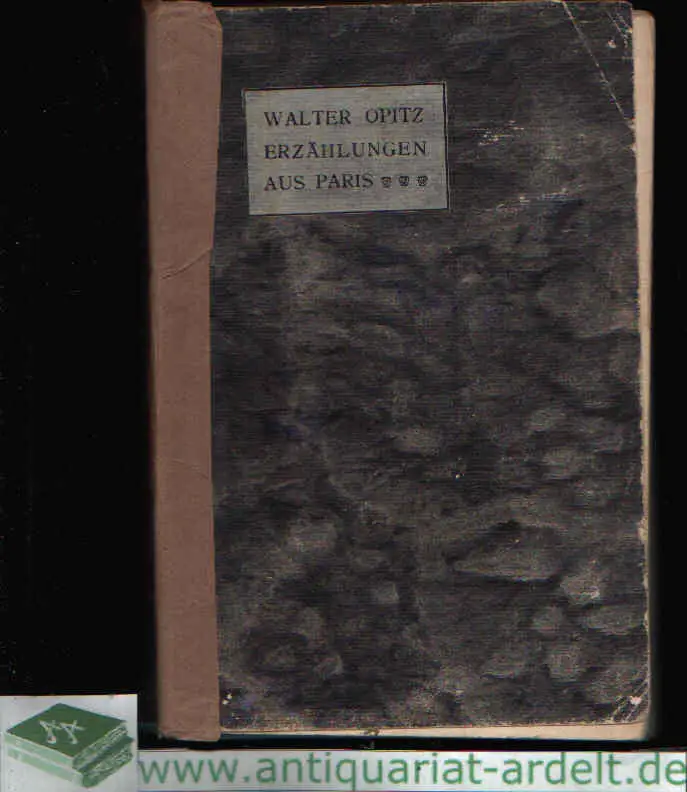 WALTER OPITZ
ERZÄHLUNGEN
AUS PARIS
www.antiquariat-ardelt.de